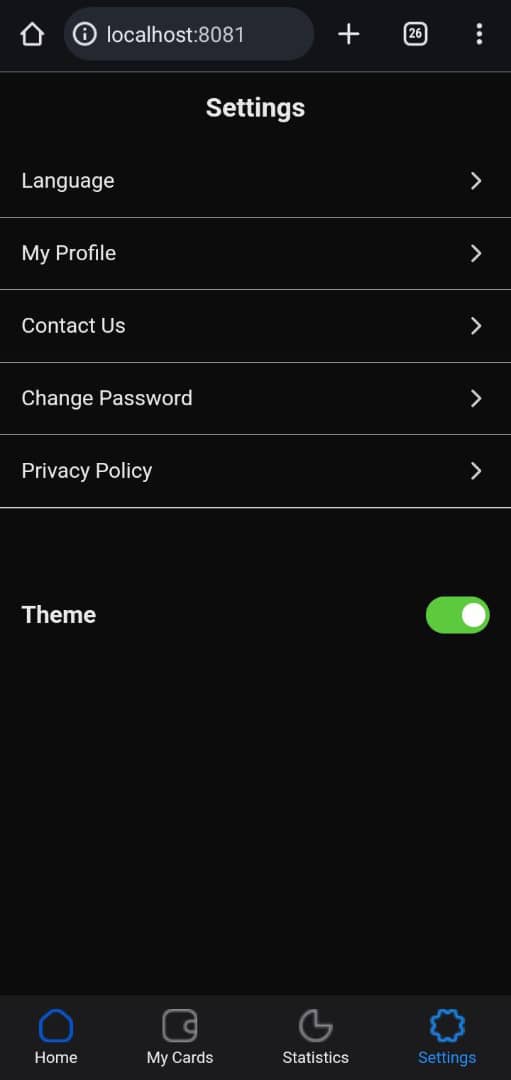 localhost:8081
26
Settings
Language
My Profile
Contact Us
Change Password
Privacy Policy
Theme
Home
My Cards
Statistics
Settings